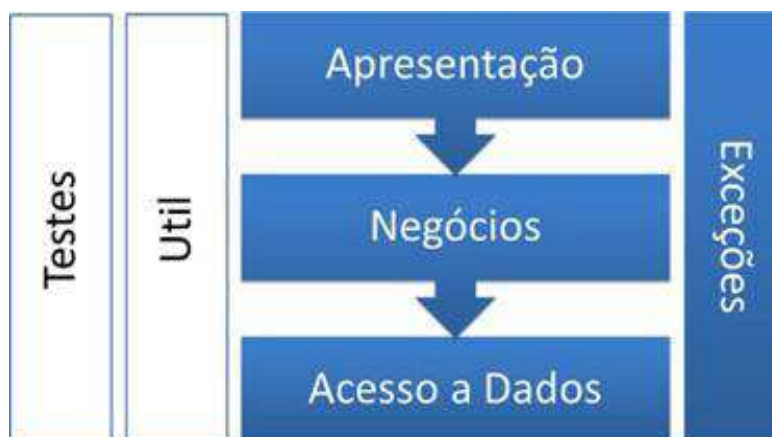 Testes
Util
Apresentação
Negócios
Acesso a Dados
Exceções